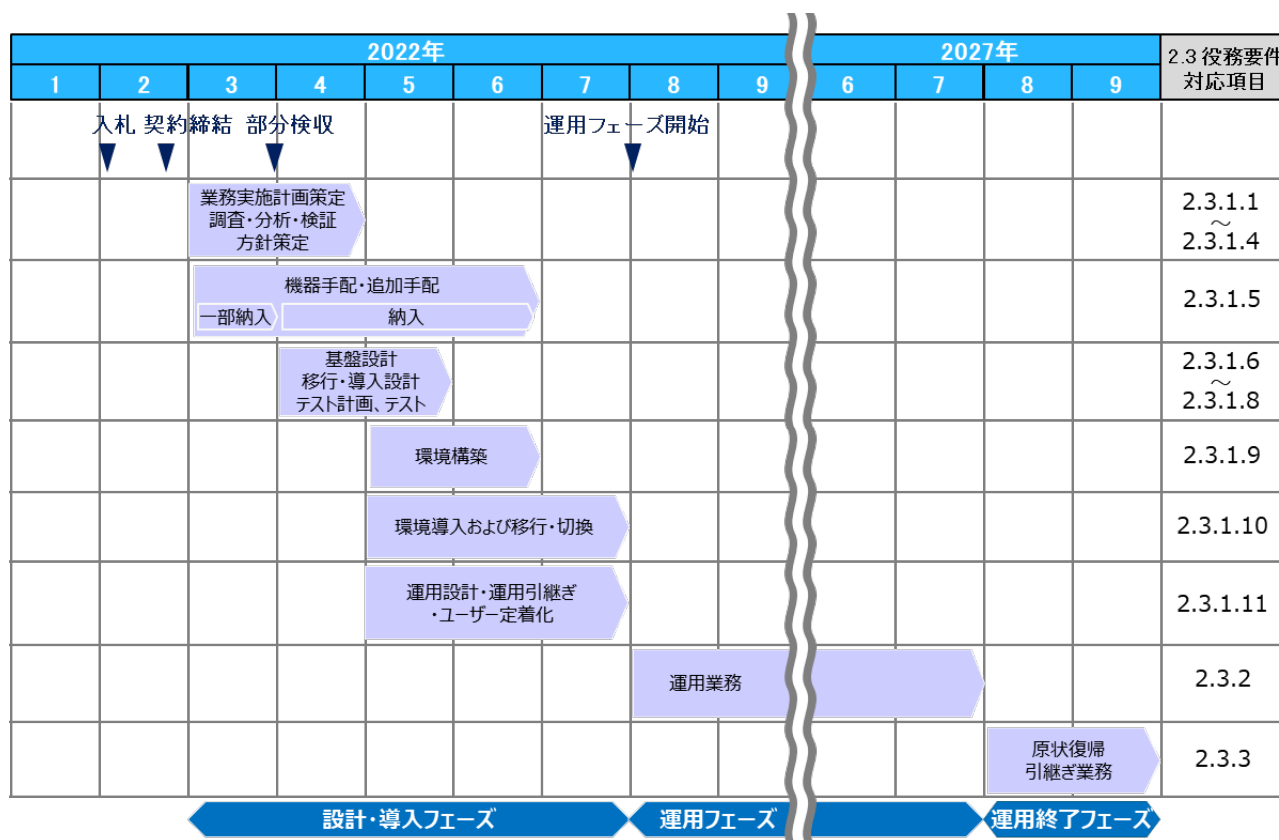 2022年
2027年
2.3 役務要件
対応項目
1 2 3 4 5 6 7 8 9 6 7 8 9
入札 契約締結 部分検収
運用フェーズ開始
業務実施計画策定
調査・分析・検証
方針策定
2.3.1.1
～
2.3.1.4
機器手配・追加手配
一部納入
納入
2.3.1.5
基盤設計
移行・導入設計
テスト計画、テスト
2.3.1.6
～
2.3.1.8
環境構築
2.3.1.9
環境導入および移行・切換
2.3.1.10
運用設計・運用引継ぎ
・ユーザー定着化
2.3.1.11
運用業務
2.3.2
原状復帰
引継ぎ業務
2.3.3
設計・導入フェーズ
運用フェーズ
運用終了フェーズ